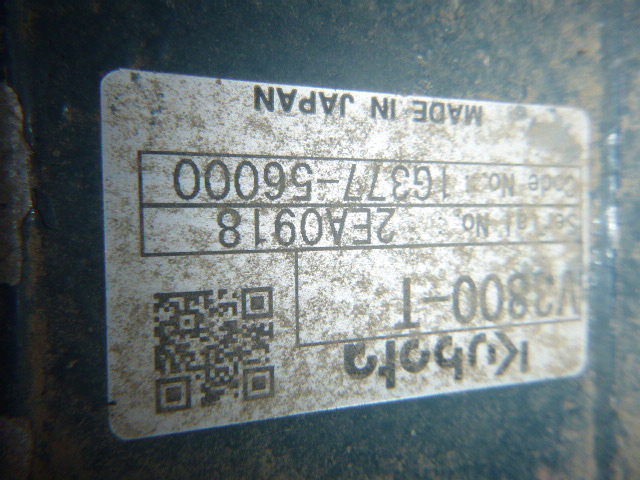 Kubota
V3800-T
Serial No. 2EA0918
Code No. 1G377-56000
MADE IN JAPAN